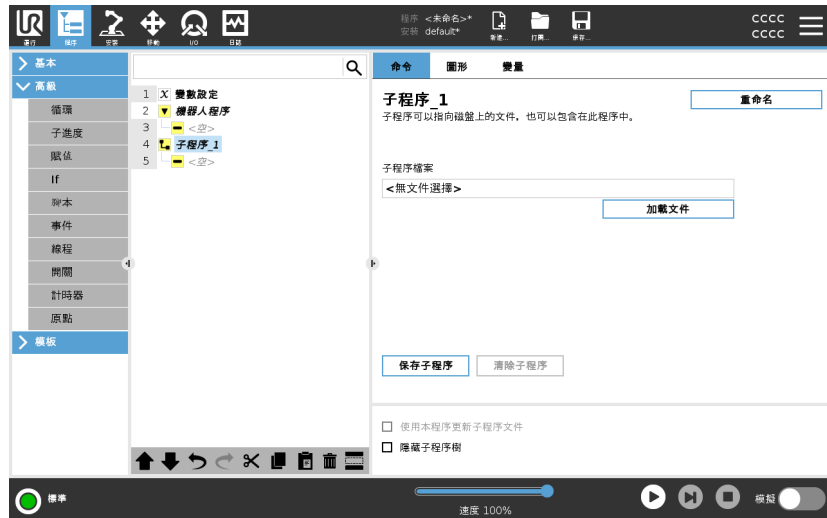 運行
程序
安裝
移動
I/O
日誌
程序 <未命名>*
安裝 default*
新建...
打開...
保存...
cccc
cccc
基本
高級
循環
子進度
賦值
If
腳本
事件
線程
開關
計時器
原點
模板
1 X 變數設定
2 機器人程序
3 <空>
4 子程序_1
5 <空>
命令 圖形 變量
子程序_1
重命名
子程序可以指向磁盤上的文件，也可以包含在此程序中。
子程序檔案
<無文件選擇>
加載文件
保存子程序 清除子程序
使用本程序更新子程序文件
隱藏子程序樹
標準
速度 100%
模擬